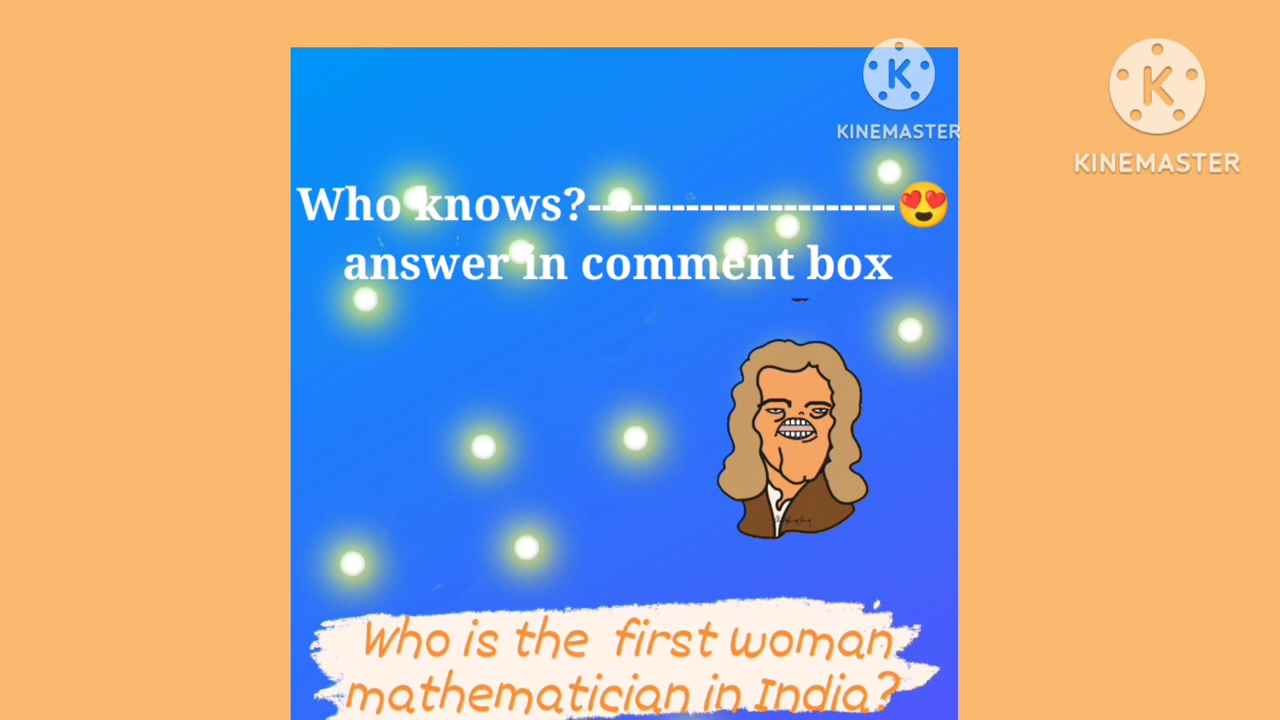 K
KINEMASTER
K
KINEMASTER
Who knows?----------------------😍
answer in comment box
Who is the first woman
mathematician in India?